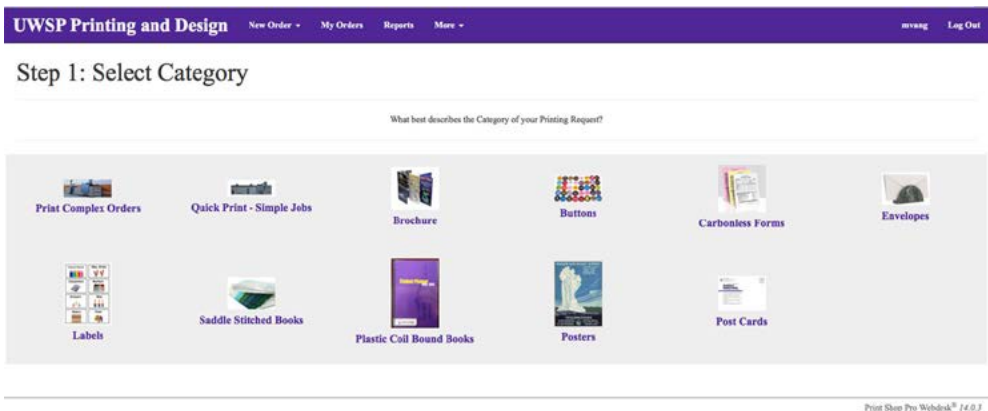 UWSP Printing and Design New Order My Orders Reports More mvang Log Out
Step 1: Select Category
What best describes the Category of your Printing Request?
Print Complex Orders
Quick Print - Simple Jobs
Brochure
Buttons
Carbonless Forms
Envelopes
Labels
Saddle Stitched Books
Plastic Coil Bound Books
Posters
Post Cards
Print Shop Pro Webdesk® 14.0.3